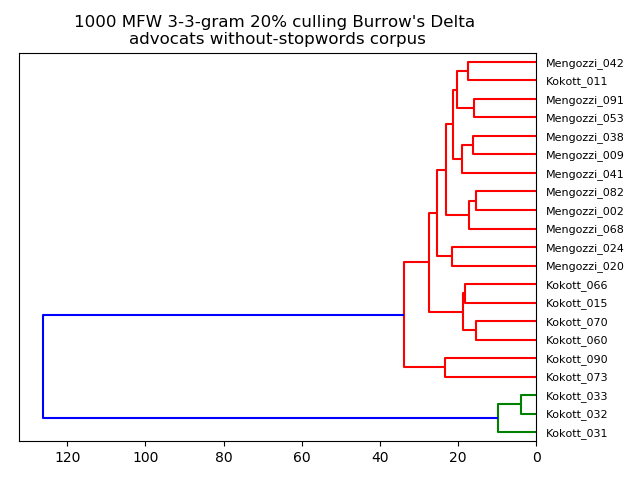 1000 MFW 3-3-gram 20% culling Burrow's Delta
advocats without-stopwords corpus
Mengozzi_042
Kokott_011
Mengozzi_091
Mengozzi_053
Mengozzi_038
Mengozzi_009
Mengozzi_041
Mengozzi_082
Mengozzi_002
Mengozzi_068
Mengozzi_024
Mengozzi_020
Kokott_066
Kokott_015
Kokott_070
Kokott_060
Kokott_090
Kokott_073
Kokott_033
Kokott_032
Kokott_031
120 100 80 60 40 20 0